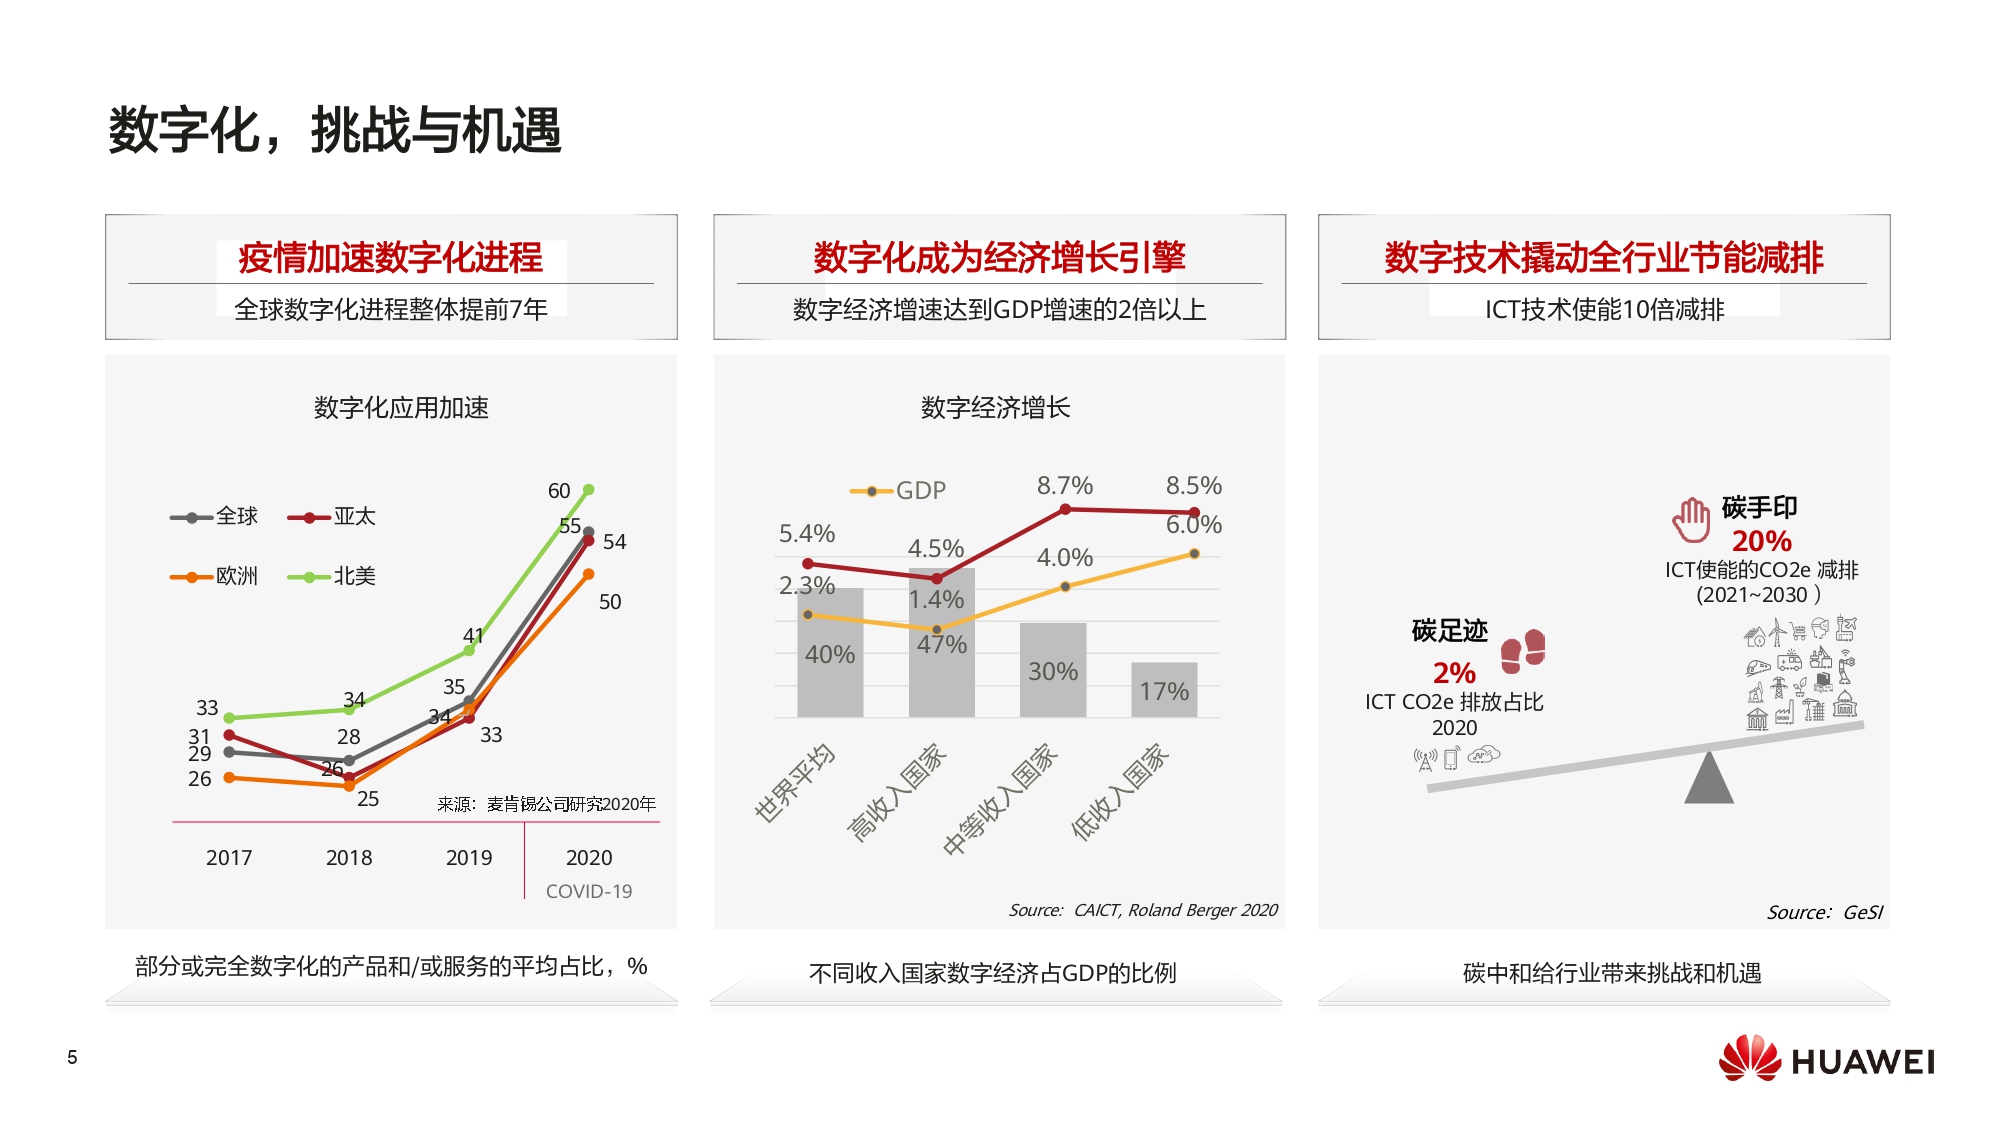 数字化，挑战与机遇
疫情加速数字化进程
全球数字化进程整体提前7年
数字化应用加速
全球
亚太
欧洲
北美
60
55
54
50
41
35
34
33
33
34
31
28
29
26
26
25
来源：麦肯锡公司研究2020年
2017
2018
2019
2020
COVID-19
部分或完全数字化的产品和/或服务的平均占比，%
数字化成为经济增长引擎
数字经济增速达到GDP增速的2倍以上
数字经济增长
GDP
8.7%
8.5%
6.0%
5.4%
4.5%
4.0%
2.3%
1.4%
40%
47%
30%
17%
世界平均
高收入国家
中等收入国家
低收入国家
Source:  CAICT, Roland Berger 2020
不同收入国家数字经济占GDP的比例
数字技术撬动全行业节能减排
ICT技术使能10倍减排
碳手印
20%
ICT使能的CO2e 减排
(2021~2030 ）
碳足迹
2%
ICT CO2e 排放占比
2020
Source：GeSI
碳中和给行业带来挑战和机遇
5
HUAWEI